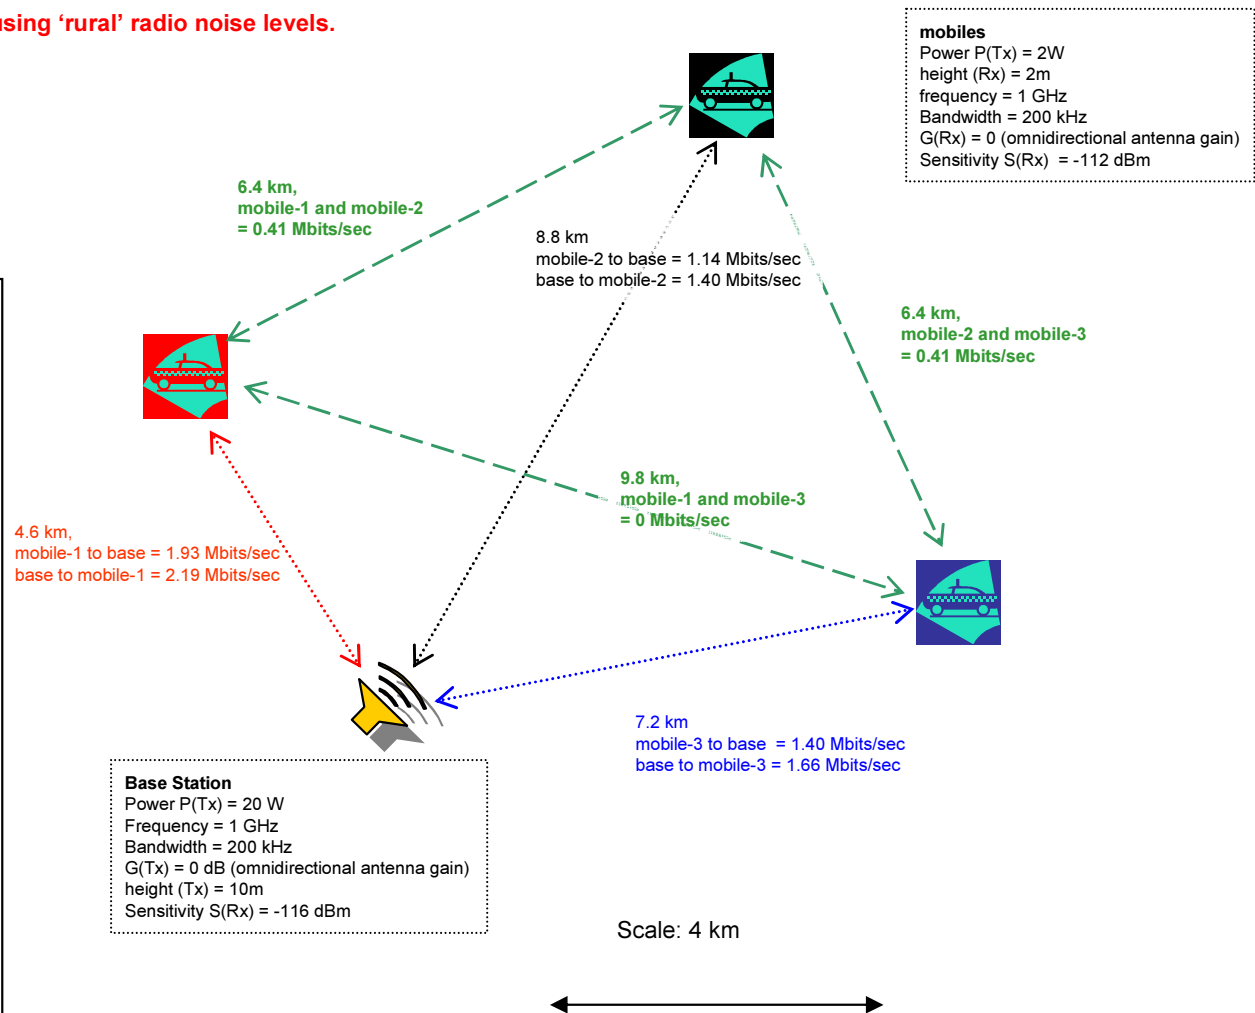 using ‘rural’ radio noise levels.
mobiles
Power P(Tx) = 2W
height (Rx) = 2m
frequency = 1 GHz
Bandwidth = 200 kHz
G(Rx) = 0 (omnidirectional antenna gain)
Sensitivity S(Rx)  = -112 dBm
6.4 km,
mobile-1 and mobile-2
= 0.41 Mbits/sec
8.8 km
mobile-2 to base = 1.14 Mbits/sec
base to mobile-2 = 1.40 Mbits/sec
6.4 km,
mobile-2 and mobile-3
= 0.41 Mbits/sec
9.8 km,
mobile-1 and mobile-3
= 0 Mbits/sec
4.6 km,
mobile-1 to base = 1.93 Mbits/sec
base to mobile-1 = 2.19 Mbits/sec
7.2 km
mobile-3 to base  = 1.40 Mbits/sec
base to mobile-3 = 1.66 Mbits/sec
Base Station
Power P(Tx) = 20 W
Frequency = 1 GHz
Bandwidth = 200 kHz
G(Tx) = 0 dB (omnidirectional antenna gain)
height (Tx) = 10m
Sensitivity S(Rx) = -116 dBm
Scale: 4 km